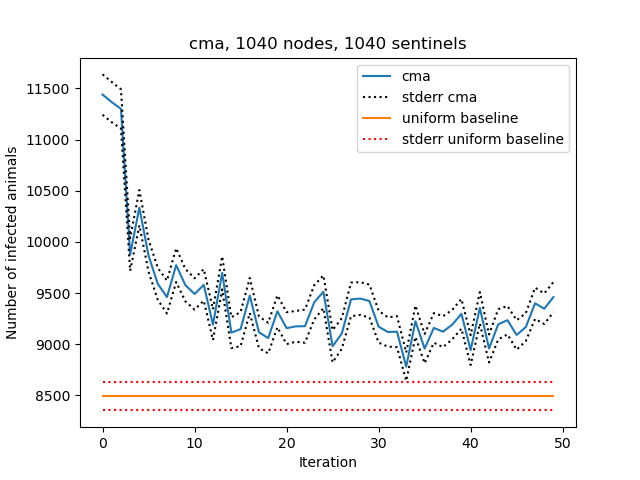 cma, 1040 nodes, 1040 sentinels
cma
stderr cma
uniform baseline
stderr uniform baseline
11500
11000
10500
10000
9500
9000
8500
Number of infected animals
0 10 20 30 40 50
Iteration